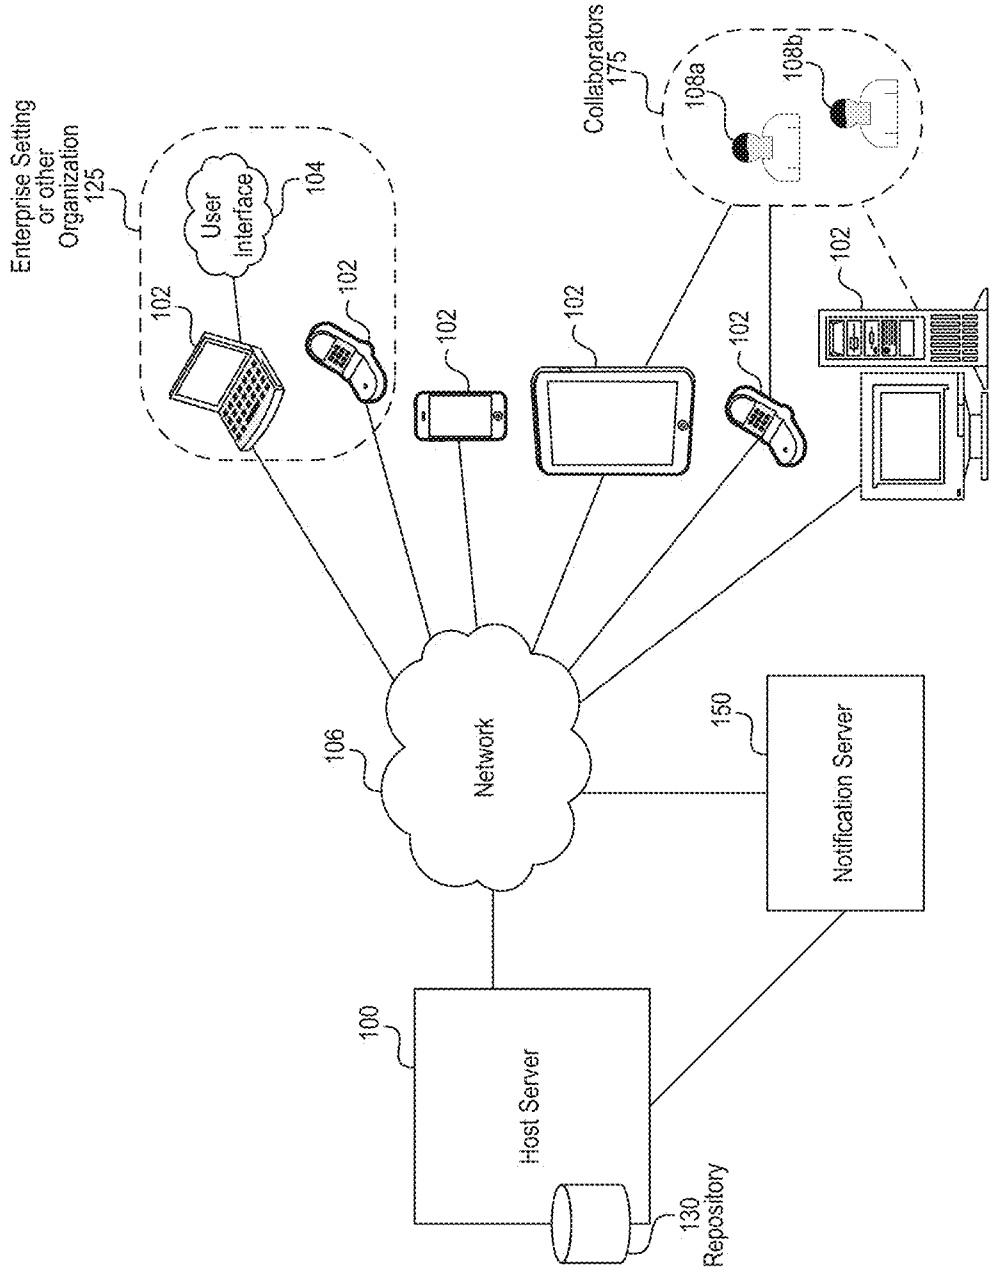 Enterprise Setting
or other
Organization
125
User
Interface
104
102
102
102
102
102
102
Collaborators
175
108a
108b
106
Network
100
Host Server
130
Repository
150
Notification Server